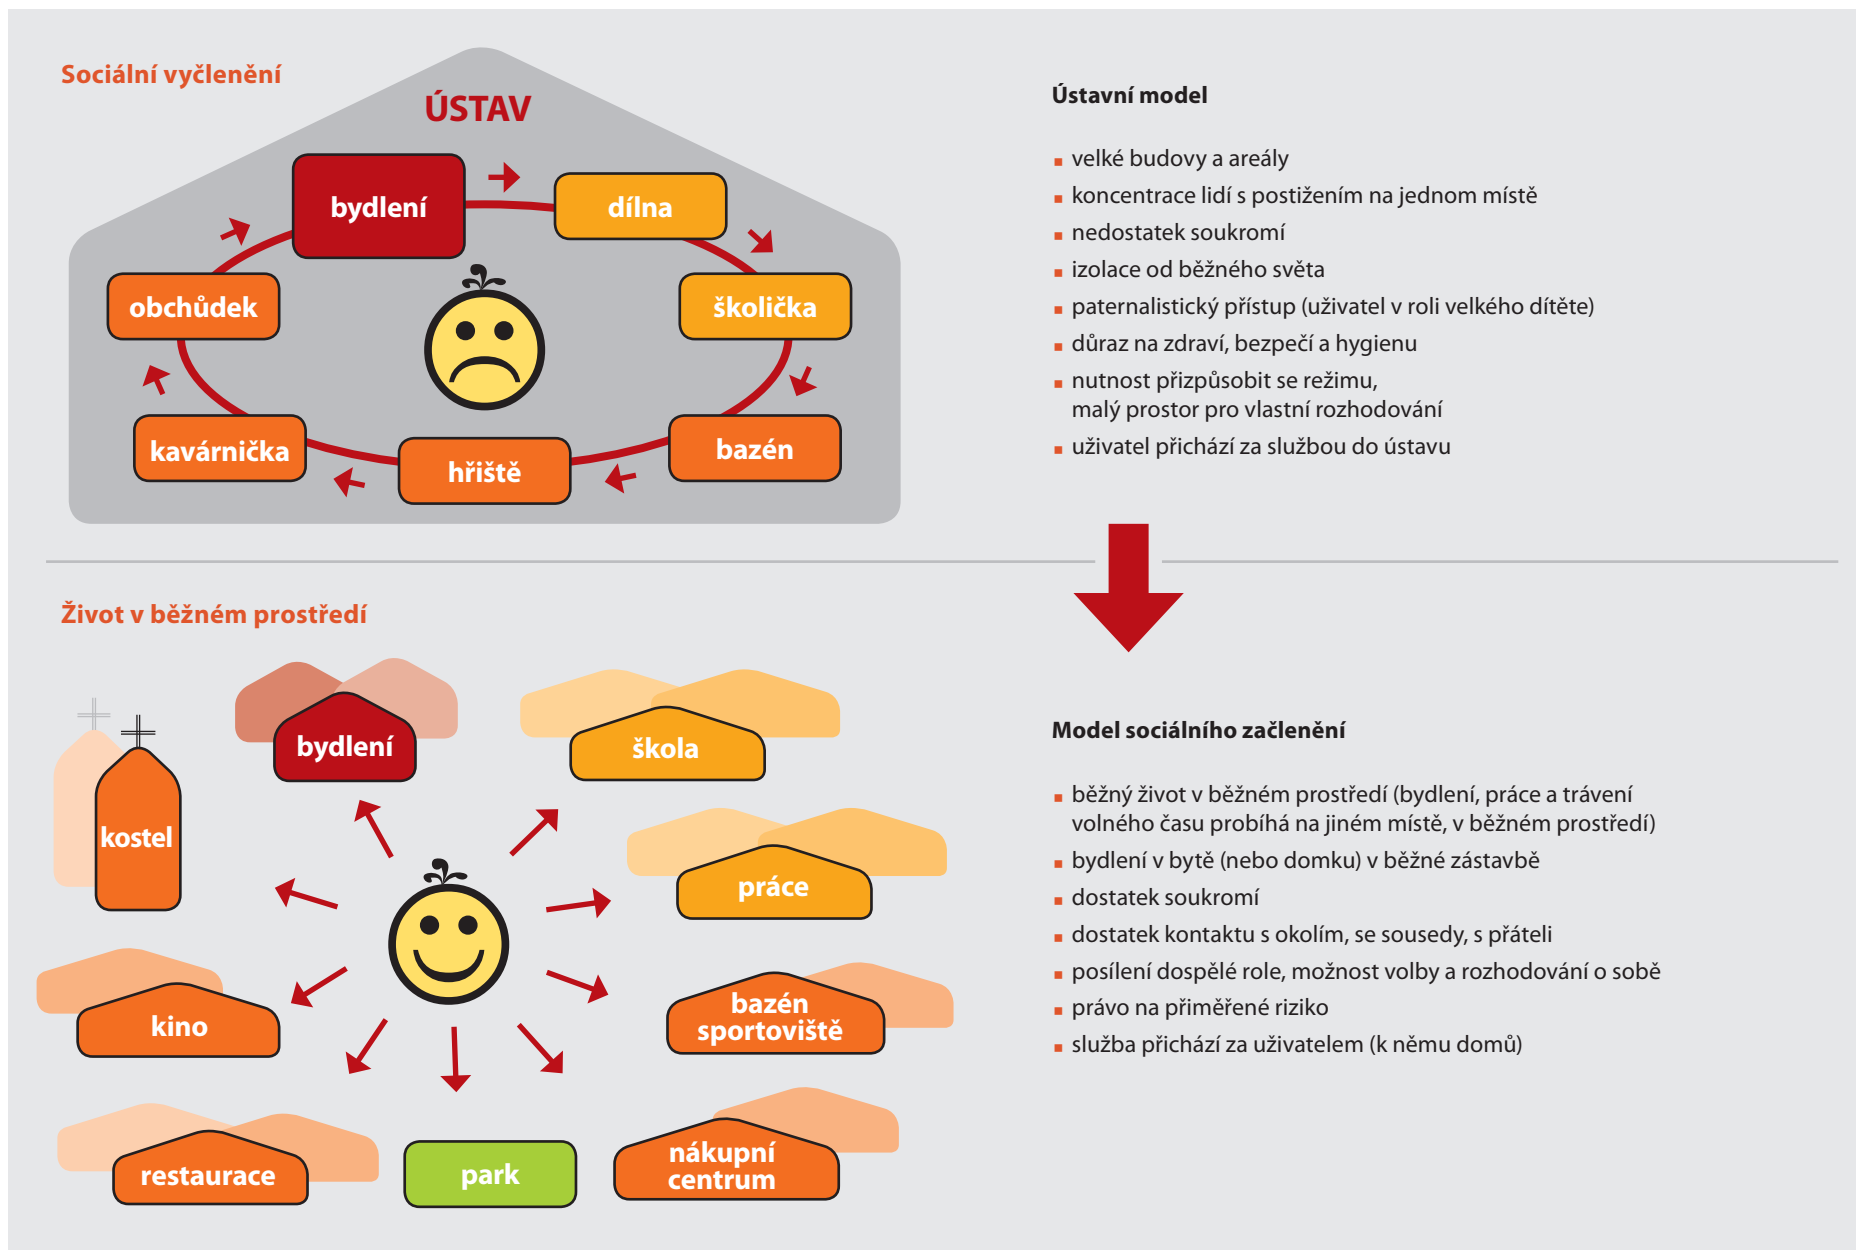 Sociální vyčlenění
ÚSTAV
bydlení
dílna
školička
bazén
hřiště
kavárnička
obchůdek
Ústavní model
▪ velké budovy a areály
▪ koncentrace lidí s postižením na jednom místě
▪ nedostatek soukromí
▪ izolace od běžného světa
▪ paternalistický přístup (uživatel v roli velkého dítěte)
▪ důraz na zdraví, bezpečí a hygienu
▪ nutnost přizpůsobit se režimu,
malý prostor pro vlastní rozhodování
▪ uživatel přichází za službou do ústavu
Život v běžném prostředí
bydlení
škola
kostel
práce
kino
bazén
sportoviště
restaurace
park
nákupní
centrum
Model sociálního začlenění
▪ běžný život v běžném prostředí (bydlení, práce a trávení
volného času probíhá na jiném místě, v běžném prostředí)
▪ bydlení v bytě (nebo domku) v běžné zástavbě
▪ dostatek soukromí
▪ dostatek kontaktu s okolím, se sousedy, s přáteli
▪ posílení dospělé role, možnost volby a rozhodování o sobě
▪ právo na přiměřené riziko
▪ služba přichází za uživatelem (k němu domů)